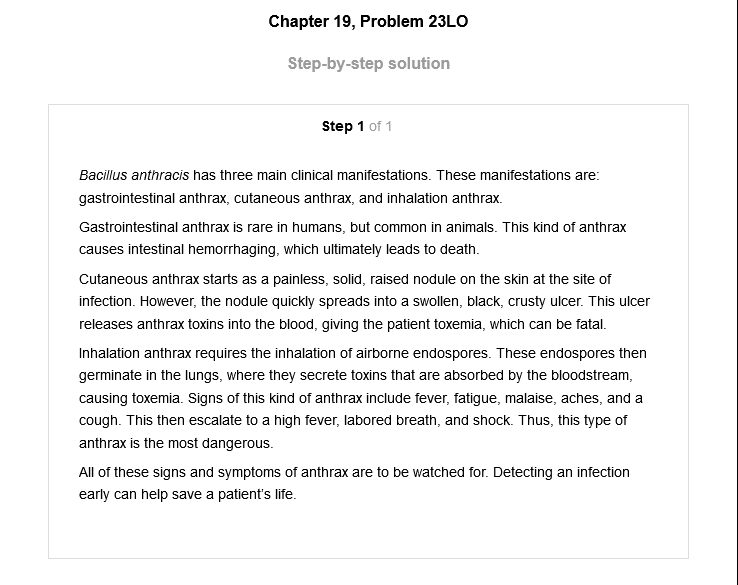 Chapter 19, Problem 23LO
Step-by-step solution
Step 1 of 1
Bacillus anthracis has three main clinical manifestations. These manifestations are:
gastrointestinal anthrax, cutaneous anthrax, and inhalation anthrax.
Gastrointestinal anthrax is rare in humans, but common in animals. This kind of anthrax
causes intestinal hemorrhaging, which ultimately leads to death.
Cutaneous anthrax starts as a painless, solid, raised nodule on the skin at the site of
infection. However, the nodule quickly spreads into a swollen, black, crusty ulcer. This ulcer
releases anthrax toxins into the blood, giving the patient toxemia, which can be fatal.
Inhalation anthrax requires the inhalation of airborne endospores. These endospores then
germinate in the lungs, where they secrete toxins that are absorbed by the bloodstream,
causing toxemia. Signs of this kind of anthrax include fever, fatigue, malaise, aches, and a
cough. This then escalate to a high fever, labored breath, and shock. Thus, this type of
anthrax is the most dangerous.
All of these signs and symptoms of anthrax are to be watched for. Detecting an infection
early can help save a patient’s life.